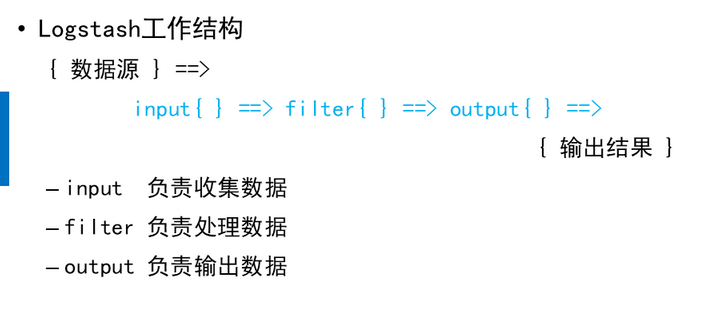 • Logstash工作结构
{ 数据源 } ==>
input{ } ==> filter{ } ==> output{ } ==>
{ 输出结果 }
–input 负责收集数据
–filter 负责处理数据
–output 负责输出数据